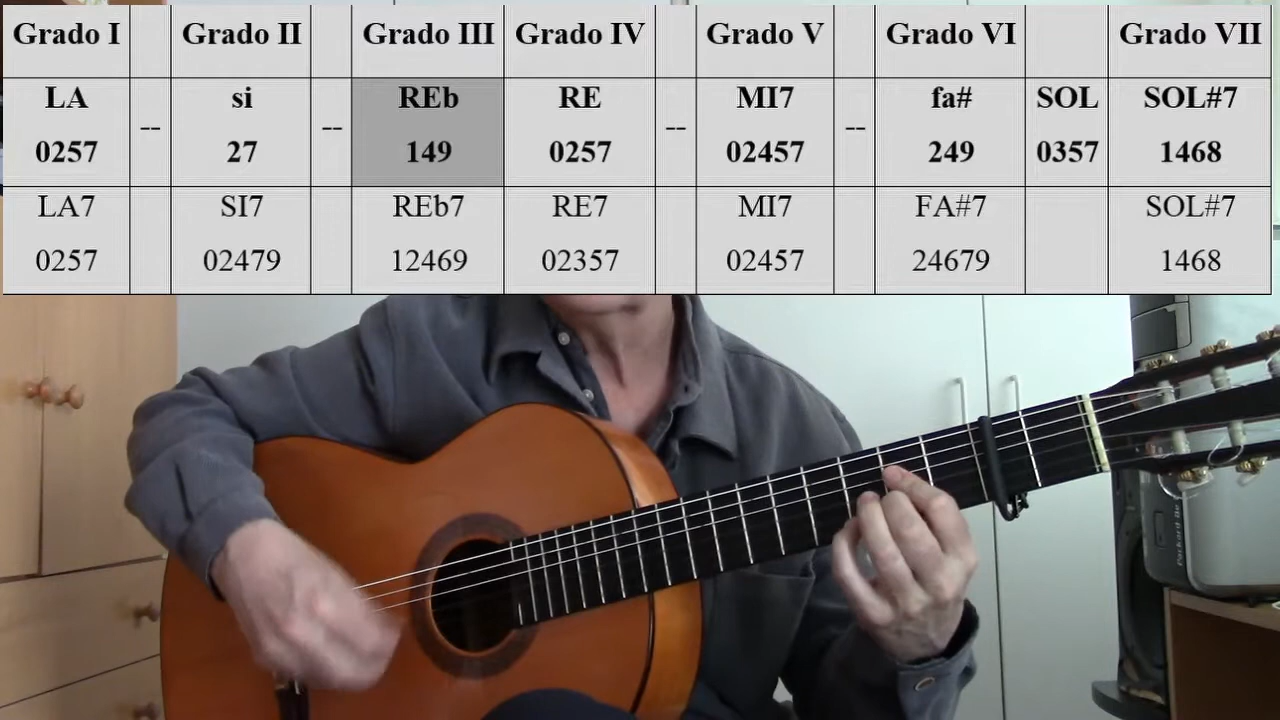 Grado I Grado II Grado III Grado IV Grado V Grado VI Grado VII
LA -- si -- REb RE -- MI7 -- fa# SOL SOL#7
0257 27 149 0257 02457 249 0357 1468
LA7 SI7 REb7 RE7 MI7 FA#7 SOL#7
0257 02479 12469 02357 02457 24679 1468
Packard Be